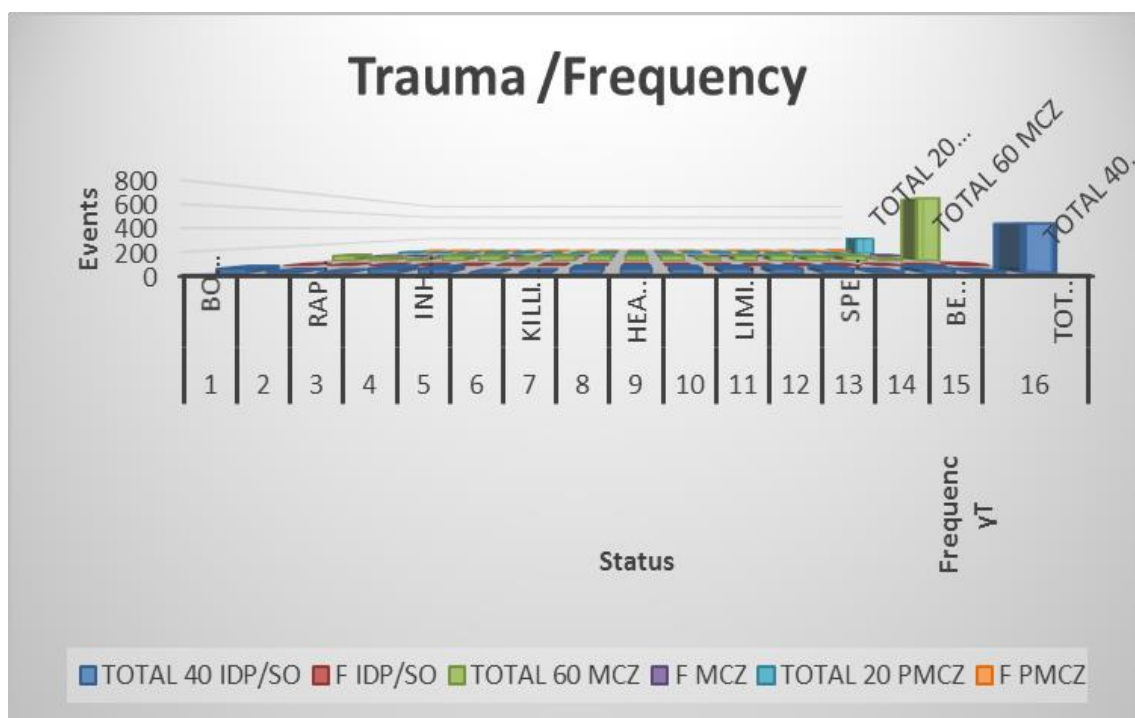 Trauma /Frequency
Events
800
600
400
200
0
TOTAL 20...
TOTAL 60 MCZ
TOTAL 40...
BO
RAP
INH
KILLI.
HEA..
LIMI.
SPE
BE...
TOT..
1 2 3 4 5 6 7 8 9 10 11 12 13 14 15 16
Status
Frequenc
yT
TOTAL 40 IDP/SO F IDP/SO TOTAL 60 MCZ F MCZ TOTAL 20 PMCZ F PMCZ